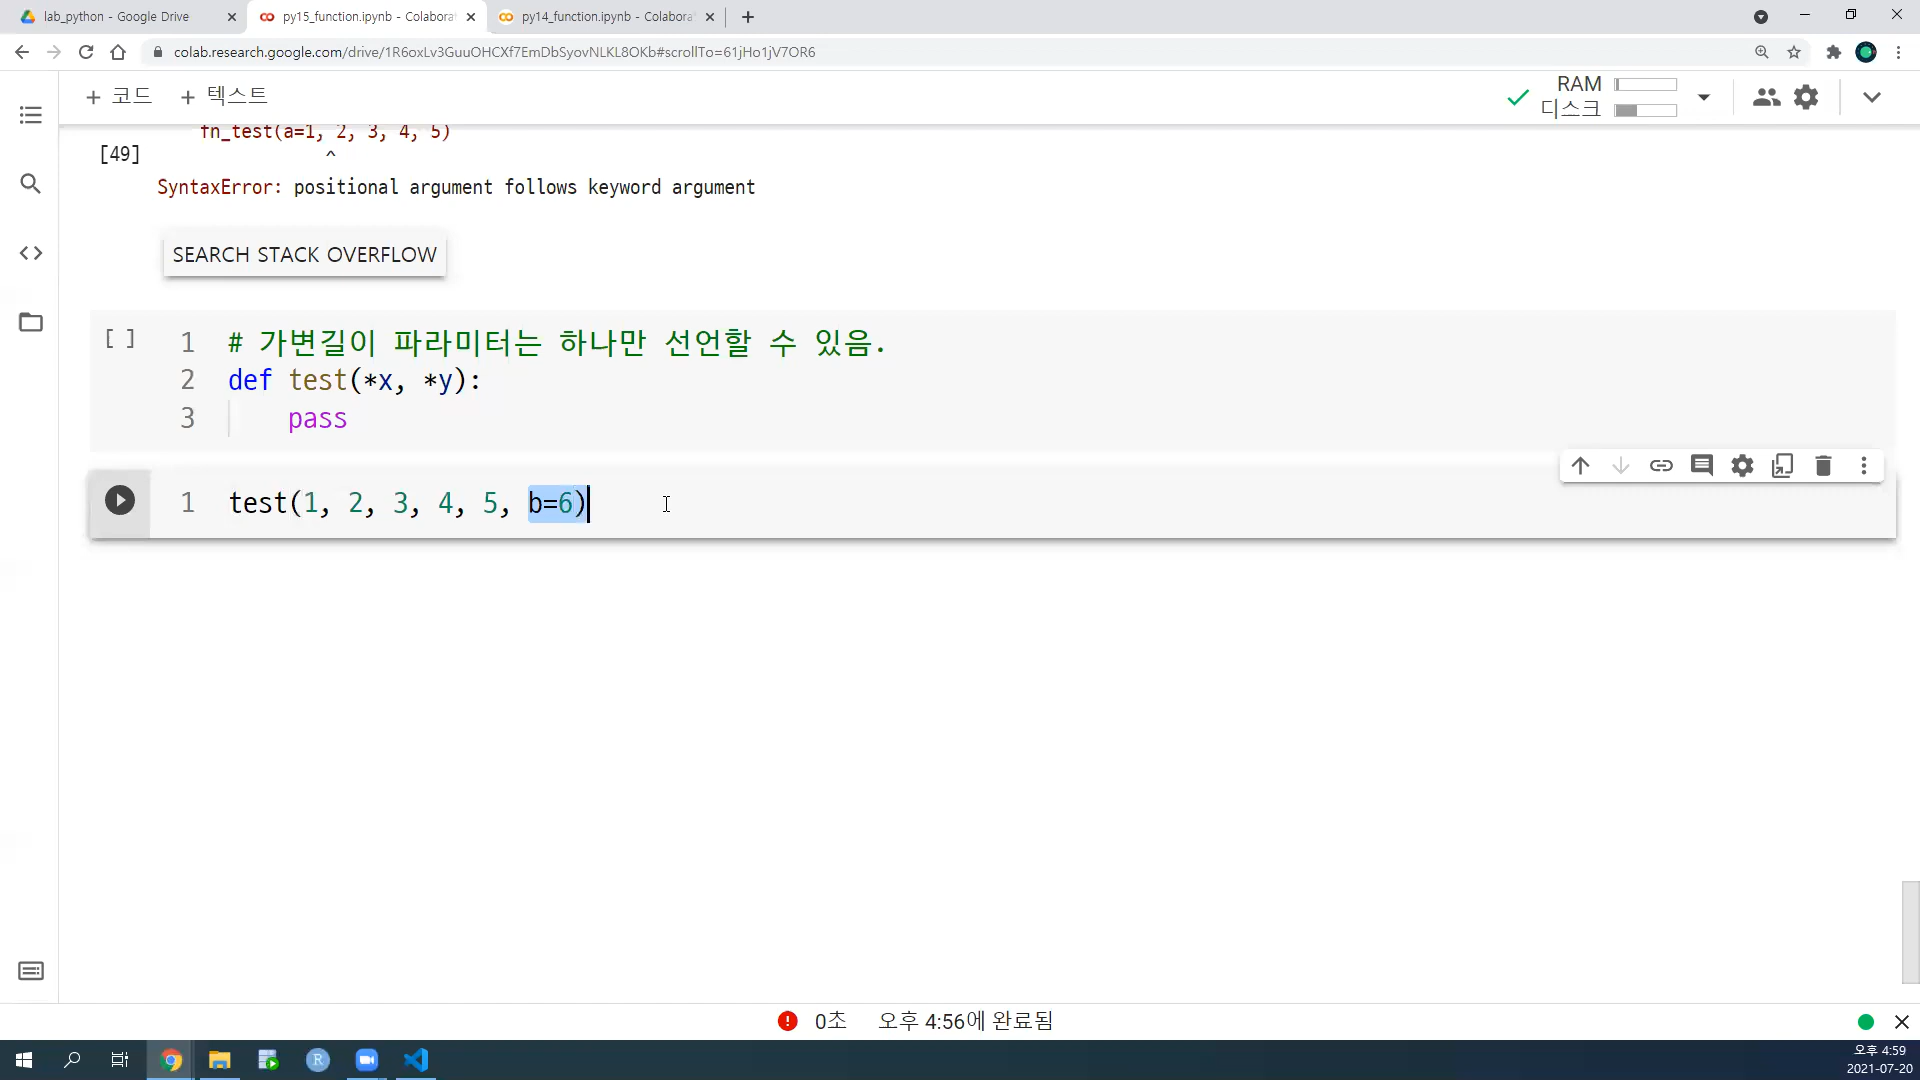 lab_python - Google Drive
py15_function.ipynb - Colaborat
py14_function.ipynb - Colabora
colab.research.google.com/drive/1R6oxLv3GuuOHCXf7EmDbSyovNLKL8OKb#scrollTo=61jHo1jV7OR6
+ 코드 + 텍스트
RAM
디스크
fn_test(a=1, 2, 3, 4, 5)
[49] ^
SyntaxError: positional argument follows keyword argument
SEARCH STACK OVERFLOW
[ ] 1 # 가변길이 파라미터는 하나만 선언할 수 있음.
2 def test(*x, *y):
3 pass
1 test(1, 2, 3, 4, 5, b=6)
0초 오후 4:56에 완료됨
오후 4:59
2021-07-20